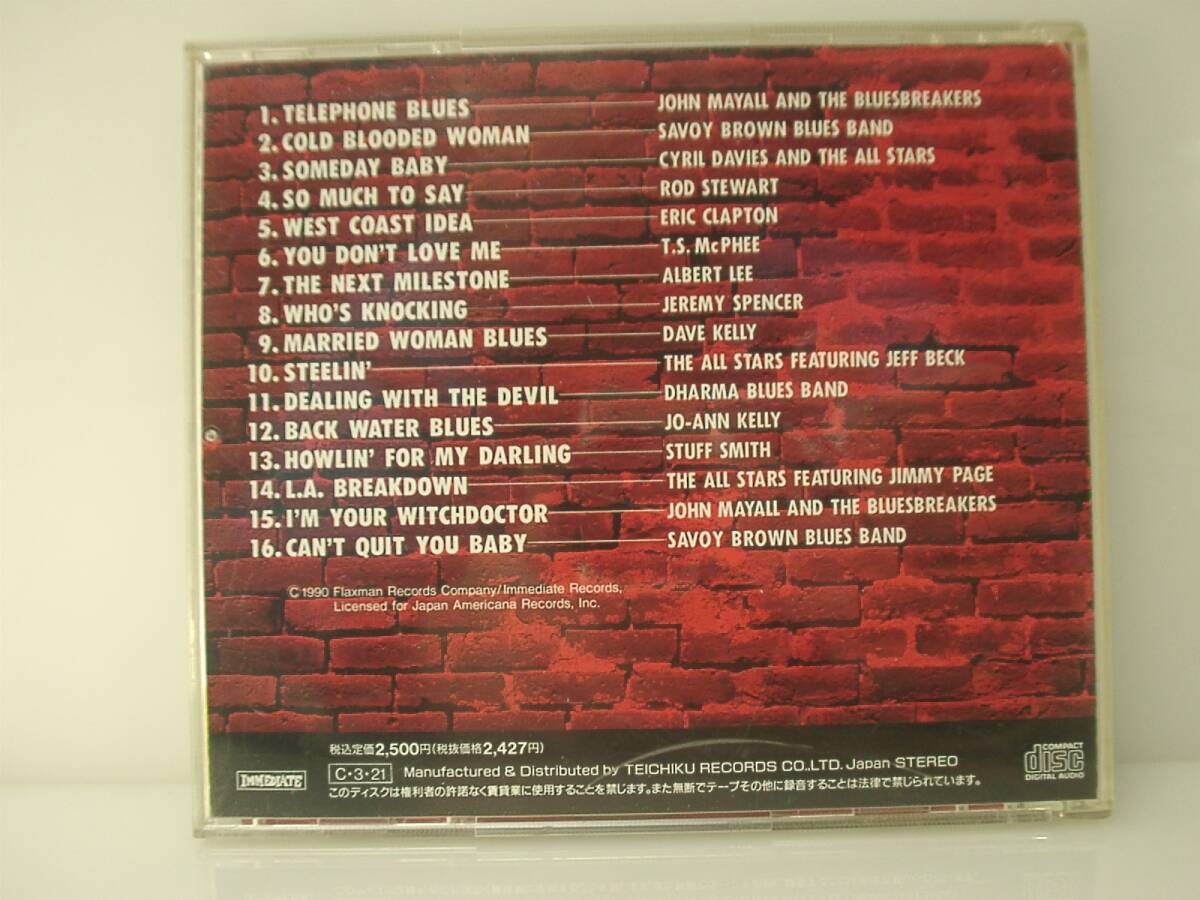 1. TELEPHONE BLUES JOHN MAYALL AND THE BLUESBREAKERS
2. COLD BLOODED WOMAN SAVOY BROWN BLUES BAND
3. SOMEDAY BABY CYRIL DAVIES AND THE ALL STARS
4. SO MUCH TO SAY ROD STEWART
5. WEST COAST IDEA ERIC CLAPTON
6. YOU DON'T LOVE ME T.S. McPHEE
7. THE NEXT MILESTONE ALBERT LEE
8. WHO'S KNOCKING JEREMY SPENCER
9. MARRIED WOMAN BLUES DAVE KELLY
10. STEELIN' THE ALL STARS FEATURING JEFF BECK
11. DEALING WITH THE DEVIL DHARMA BLUES BAND
12. BACK WATER BLUES JO-ANN KELLY
13. HOWLIN' FOR MY DARLING STUFF SMITH
14. L.A. BREAKDOWN THE ALL STARS FEATURING JIMMY PAGE
15. I'M YOUR WITCHDOCTOR JOHN MAYALL AND THE BLUESBREAKERS
16. CAN'T QUIT YOU BABY SAVOY BROWN BLUES BAND
©1990 Flaxman Records Company/Immediate Records,
Licensed for Japan Americana Records, Inc.
税込定価2,500円(税抜価格2,427円)
IMMEDIATE C・3・21 Manufactured & Distributed by TEICHIKU RECORDS CO.,LTD. Japan STEREO
このディスクは権利者の許諾なく賃貸業に使用することを禁じます。また無断でテープその他に録音することは法律で禁じられています。
COMPACT
disc
DIGITAL AUDIO